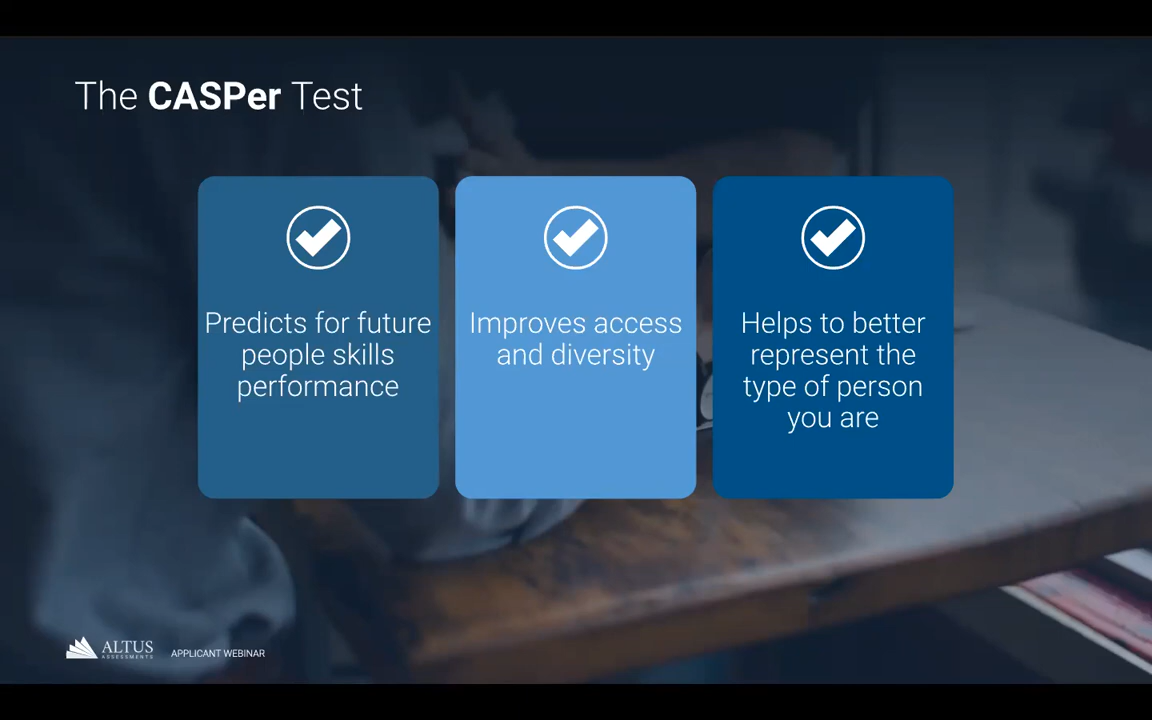 The CASPer Test
Predicts for future
people skills
performance
Improves access
and diversity
Helps to better
represent the
type of person
you are
ALTUS
ASSESSMENTS
APPLICANT WEBINAR